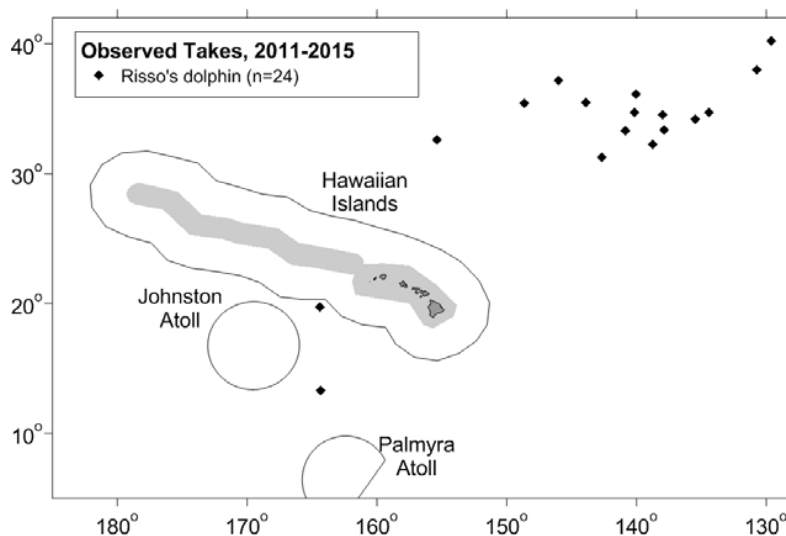 Observed Takes, 2011-2015
Risso's dolphin (n=24)
40°
30°
20°
10°
Hawaiian
Islands
Johnston
Atoll
Palmyra
Atoll
180°
170°
160°
150°
140°
130°